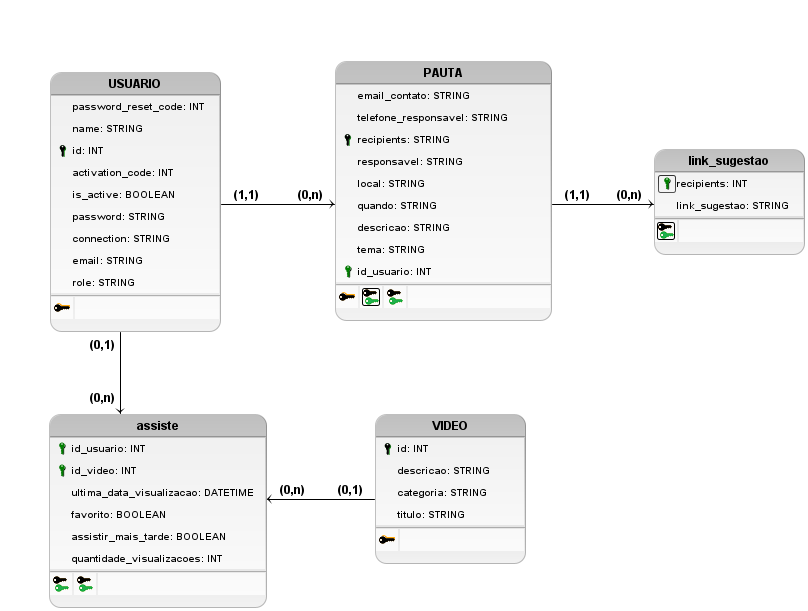 USUARIO
password_reset_code: INT
name: STRING
id: INT
activation_code: INT
is_active: BOOLEAN
password: STRING
connection: STRING
email: STRING
role: STRING
(1,1)
(0,n)
PAUTA
email_contato: STRING
telefone_responsavel: STRING
recipients: STRING
responsavel: STRING
local: STRING
quando: STRING
descricao: STRING
tema: STRING
id_usuario: INT
(1,1)
(0,n)
link_sugestao
recipients: INT
link_sugestao: STRING
(0,1)
(0,n)
assiste
id_usuario: INT
id_video: INT
ultima_data_visualizacao: DATETIME
favorito: BOOLEAN
assistir_mais_tarde: BOOLEAN
quantidade_visualizacoes: INT
(0,n)
(0,1)
VIDEO
id: INT
descricao: STRING
categoria: STRING
titulo: STRING